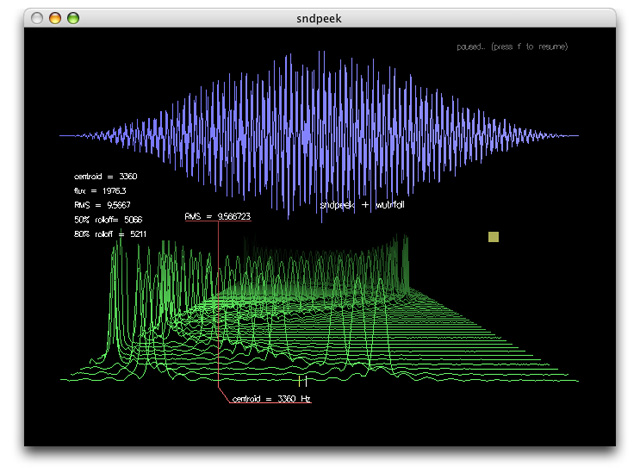 sndpeek
paused.. (press f to resume)
centroid = 3360
flux = 1976.3
RMS = 9.5667
50% rolloff= 5066
80% rolloff = 5211
sndpeek + wutrfall
RMS = 9.566723
centroid = 3360 Hz